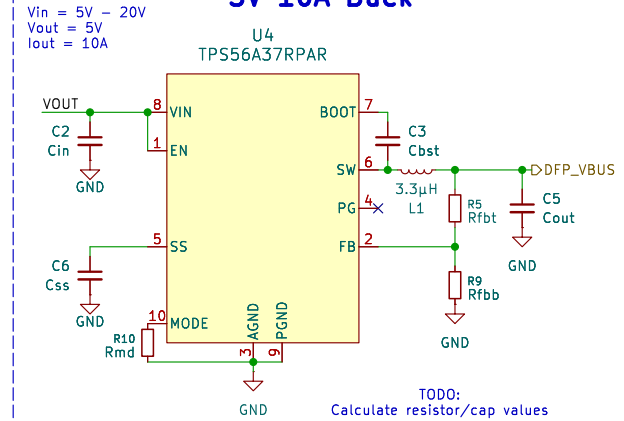 5V 10A Buck
Vin = 5V - 20V
Vout = 5V
Iout = 10A
U4
TPS56A37RPAR
VOUT
8 VIN
BOOT 7
C2
Cin
C3
Cbst
1 EN
GND
SW 6
DFP_VBUS
3.3µH
L1
PG 4
R5
Rfbt
C5
Cout
5 SS
FB 2
C6
Css
GND
GND
R9
Rfbb
10 MODE
R10
Rmd
AGND
PGND
3
9
GND
GND
TODO:
Calculate resistor/cap values